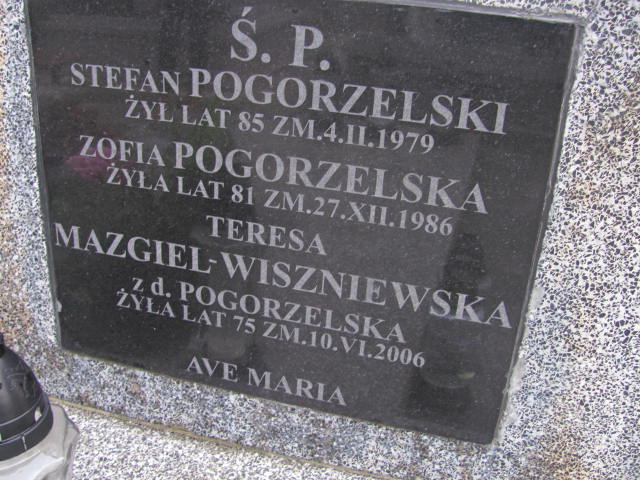 Ś. P.
STEFAN POGORZELSKI
ŻYŁ LAT 85 ZM.4.II.1979
ZOFIA POGORZELSKA
ŻYŁA LAT 81 ZM.27.XII.1986
TERESA
MAZGIEL-WISZNIEWSKA
z d. POGORZELSKA
ŻYŁA LAT 75 ZM.10.VI.2006
AVE MARIA